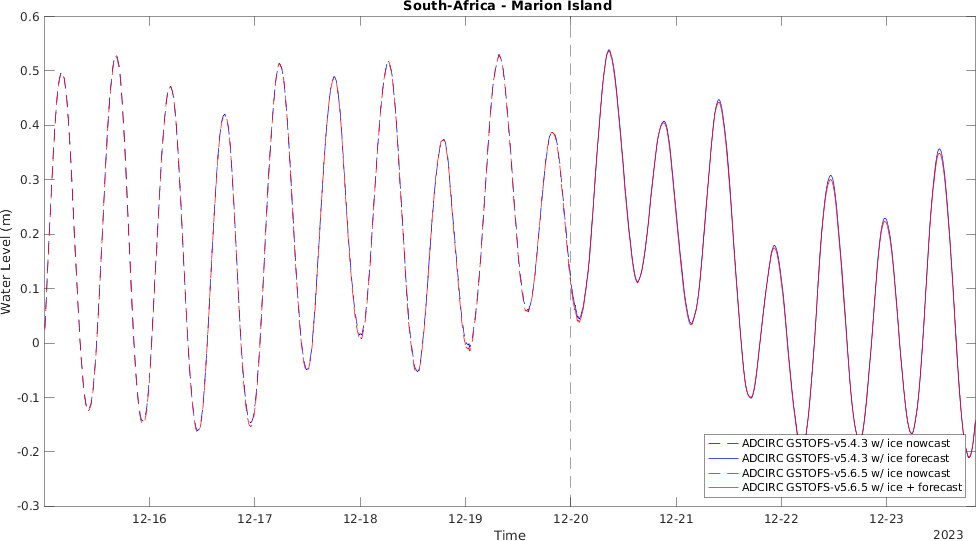 South-Africa - Marion Island
0.6
0.5
0.4
0.3
0.2
0.1
0
-0.1
-0.2
-0.3
Water Level (m)
ADCIRC GSTOFS-v5.4.3 w/ ice nowcast
ADCIRC GSTOFS-v5.4.3 w/ ice forecast
ADCIRC GSTOFS-v5.6.5 w/ ice nowcast
ADCIRC GSTOFS-v5.6.5 w/ ice + forecast
12-16 12-17 12-18 12-19 12-20 12-21 12-22 12-23
Time
2023